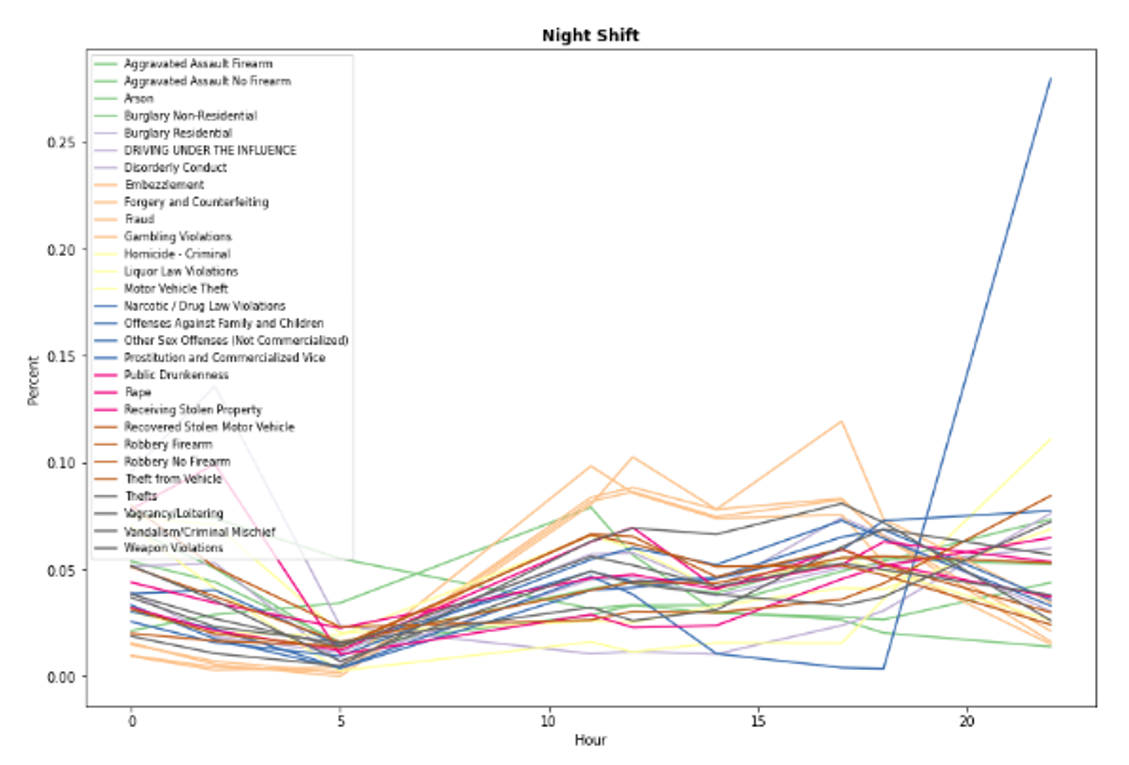 Night Shift
Aggravated Assault Firearm
Aggravated Assault No Firearm
Arson
Burglary Non-Residential
Burglary Residential
DRIVING UNDER THE INFLUENCE
Disorderly Conduct
Embezzlement
Forgery and Counterfeiting
Fraud
Gambling Violations
Homicide - Criminal
Liquor Law Violations
Motor Vehicle Theft
Narcotic / Drug Law Violations
Offenses Against Family and Children
Other Sex Offenses (Not Commercialized)
Prostitution and Commercialized Vice
Public Drunkenness
Rape
Receiving Stolen Property
Recovered Stolen Motor Vehicle
Robbery Firearm
Robbery No Firearm
Theft from Vehicle
Thefts
Vagrancy/Loitering
Vandalism/Criminal Mischief
Weapon Violations
0.25
0.20
0.15
0.10
0.05
0.00
Percent
0 5 10 15 20
Hour